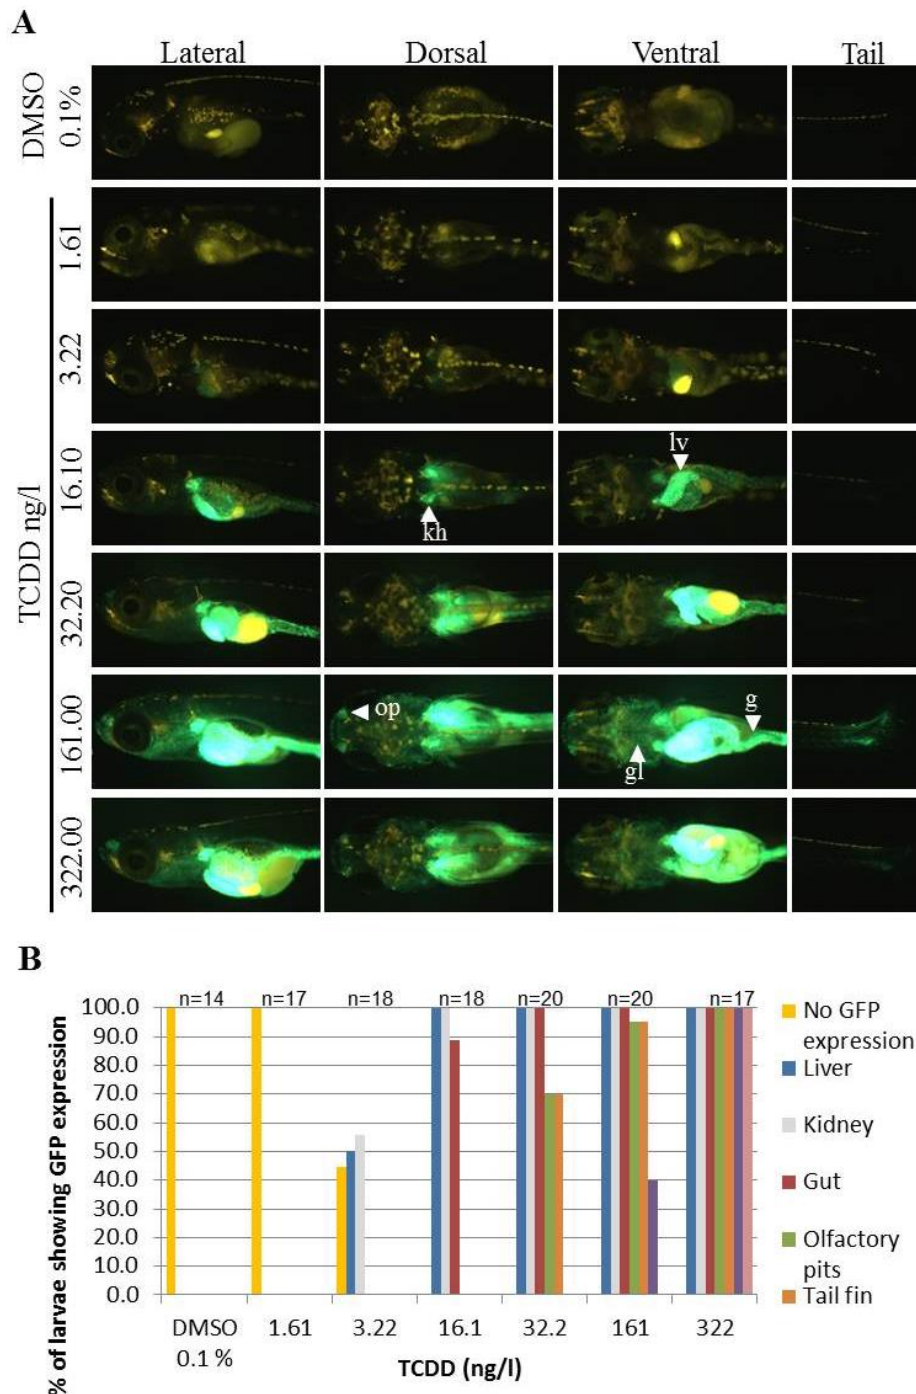 A
Lateral Dorsal Ventral Tail
DMSO
0.1 %
1.61
3.22
lv
16.10
kh
TCDD ng/l
32.20
op
g
161.00
gl
322.00
B
n=14 n=17 n=18 n=18 n=20 n=20 n=17
% of larvae showing GFP expression
100.0
90.0
80.0
70.0
60.0
50.0
40.0
30.0
20.0
10.0
0.0
No GFP
expression
Liver
Kidney
Gut
Olfactory
pits
Tail fin
DMSO
0.1 %
1.61 3.22 16.1 32.2 161 322
TCDD (ng/l)